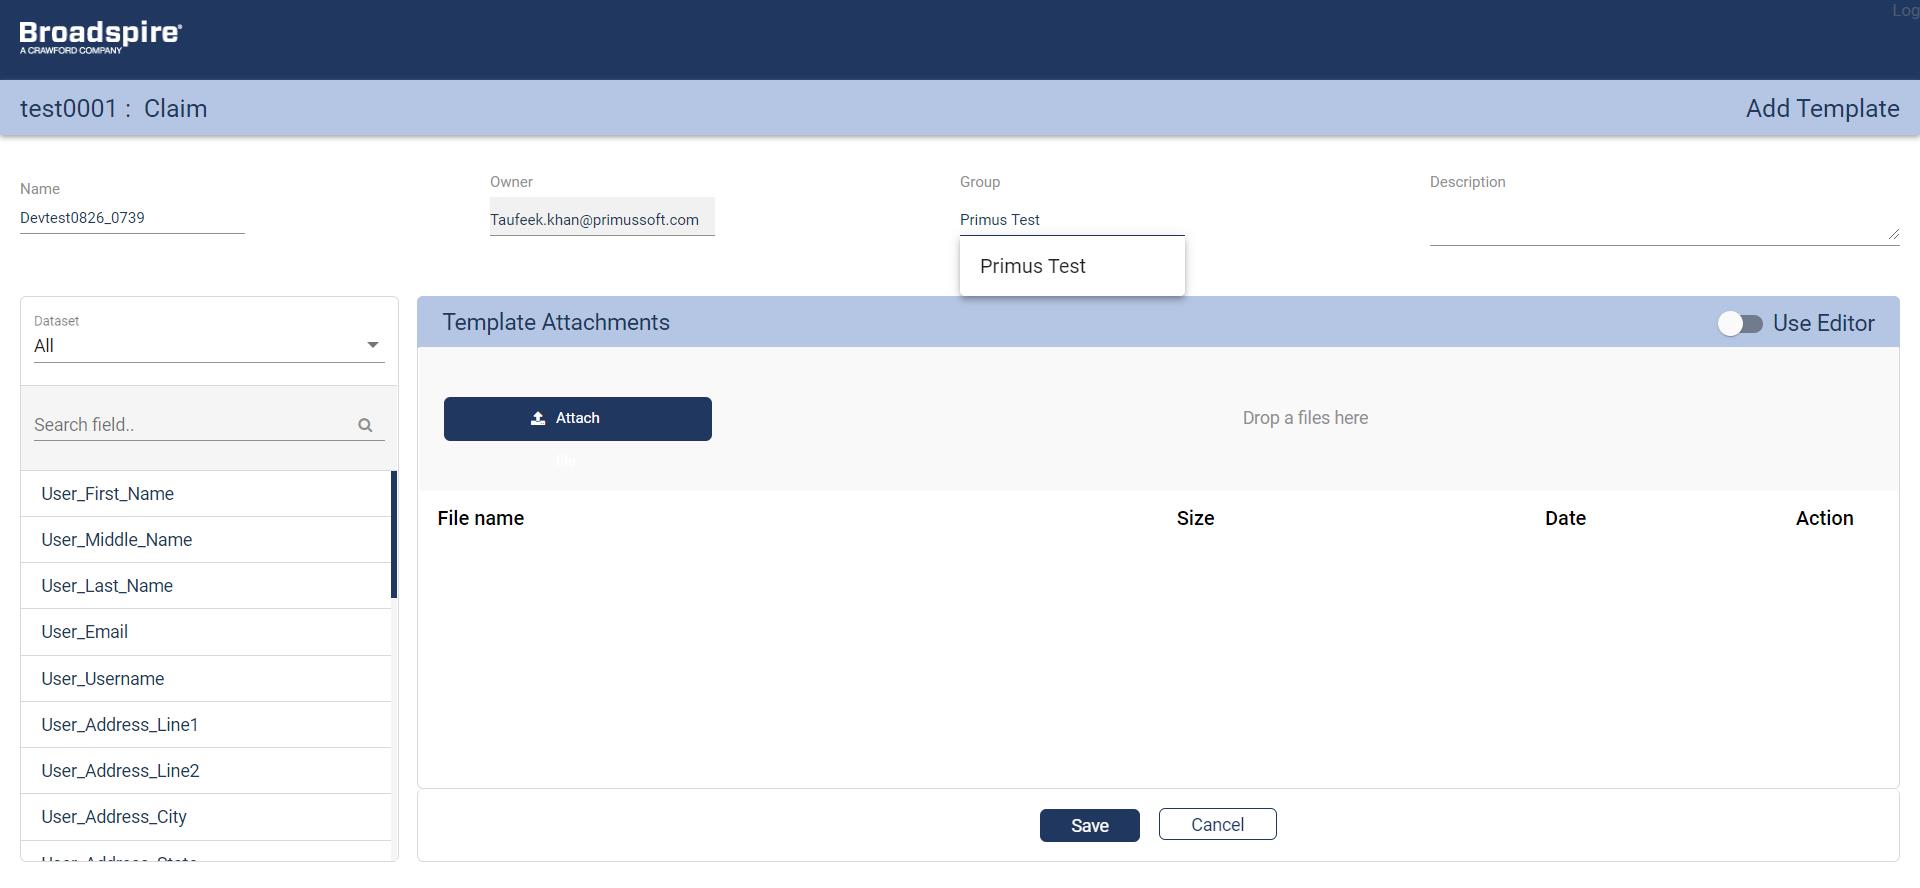 Log
Broadspire®
A CRAWFORD COMPANY
test0001 : Claim
Add Template
Name
Devtest0826_0739
Owner
Taufeek.khan@primussoft.com
Group
Primus Test
Primus Test
Description
Dataset
All
Search field..
User_First_Name
User_Middle_Name
User_Last_Name
User_Email
User_Username
User_Address_Line1
User_Address_Line2
User_Address_City
User_Address_State
Template Attachments
Use Editor
Attach
file
Drop a files here
File name Size Date Action
Save
Cancel